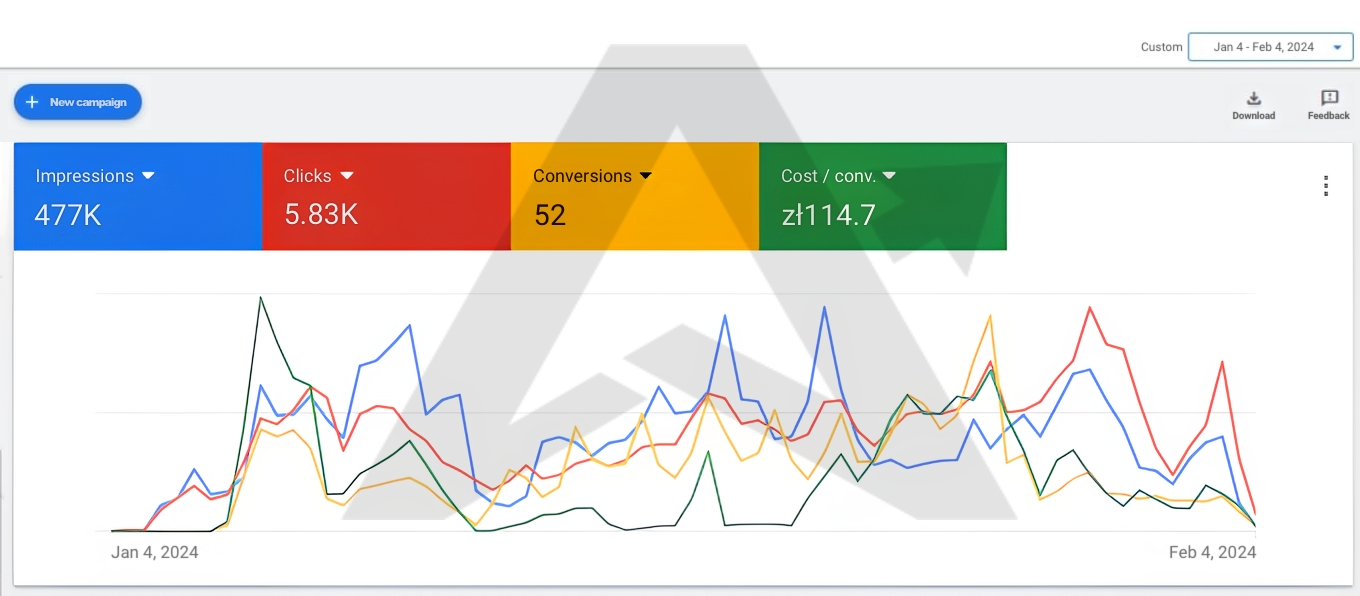 Custom Jan 4 - Feb 4, 2024
+ New campaign
Download Feedback
Impressions Clicks Conversions Cost / conv.
477K 5.83K 52 zł114.7
Jan 4, 2024 Feb 4, 2024